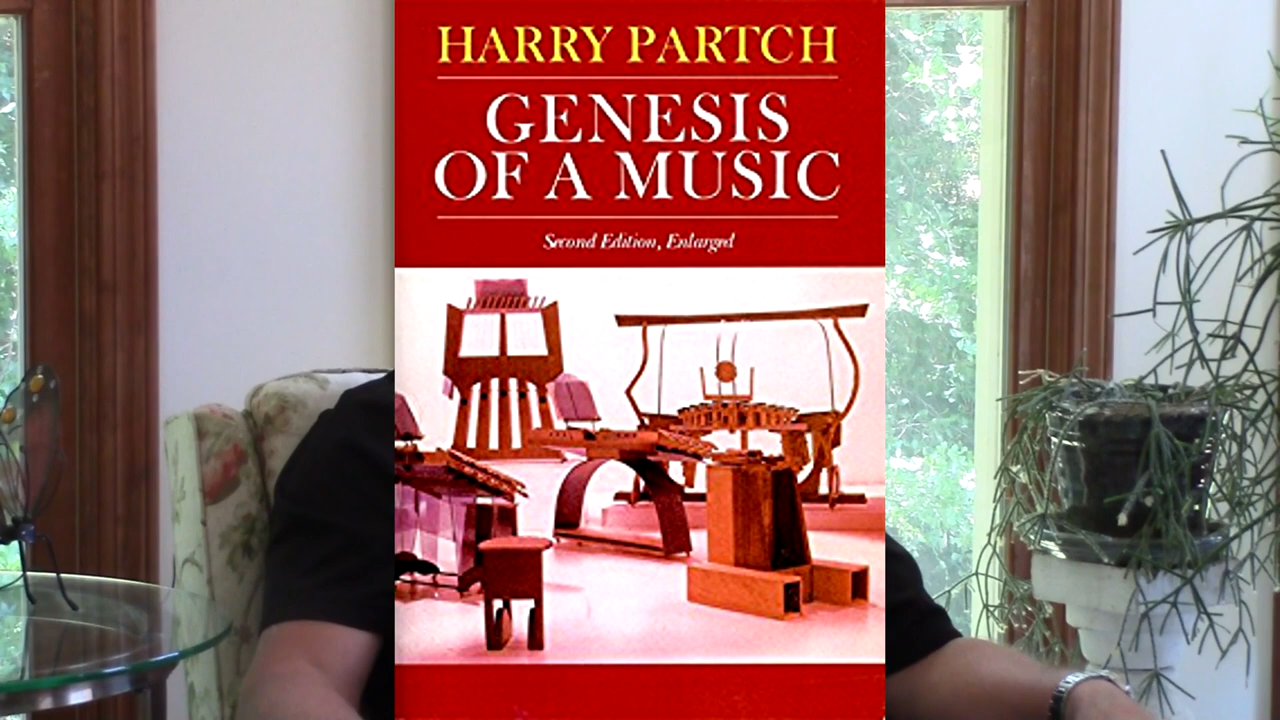 HARRY PARTCH
GENESIS
OF A MUSIC
Second Edition, Enlarged